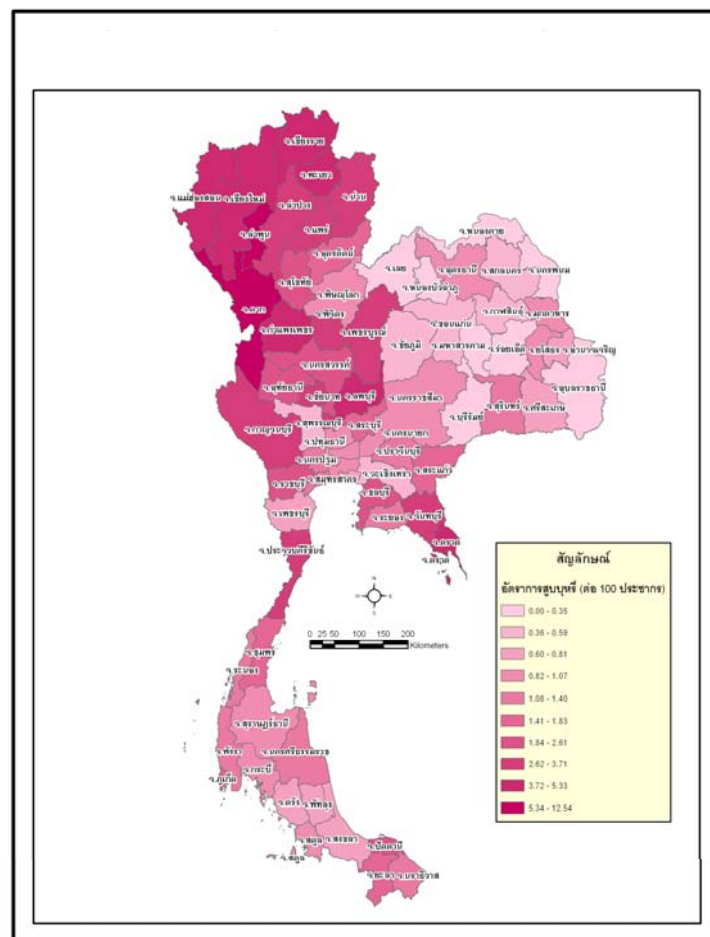 จ.เชียงราย
จ.พะเยา
จ.แม่ฮ่องสอน
จ.เชียงใหม่
จ.น่าน
จ.ลำปาง
จ.ลำพูน
จ.แพร่
จ.อุตรดิตถ์
จ.หนองคาย
จ.เลย
จ.อุดรธานี
จ.สกลนคร
จ.นครพนม
จ.หนองบัวลำภู
จ.สุโขทัย
จ.พิษณุโลก
จ.ตาก
จ.พิจิตร
จ.กำแพงเพชร
จ.เพชรบูรณ์
จ.ขอนแก่น
จ.กาฬสินธุ์
จ.มุกดาหาร
จ.ชัยภูมิ
จ.มหาสารคาม
จ.ร้อยเอ็ด
จ.ยโสธร
จ.อำนาจเจริญ
จ.นครสวรรค์
จ.อุทัยธานี
จ.ชัยนาท
จ.ลพบุรี
จ.นครราชสีมา
จ.บุรีรัมย์
จ.สุรินทร์
จ.ศรีสะเกษ
จ.อุบลราชธานี
จ.กาญจนบุรี
จ.สุพรรณบุรี
จ.สระบุรี
จ.นครนายก
จ.ปทุมธานี
จ.ปราจีนบุรี
จ.นครปฐม
จ.ฉะเชิงเทรา
จ.สระแก้ว
จ.ราชบุรี
จ.สมุทรสาคร
จ.ชลบุรี
จ.เพชรบุรี
จ.ระยอง
จ.จันทบุรี
จ.ตราด
จ.ตราด
จ.ประจวบคีรีขันธ์
จ.ชุมพร
จ.ระนอง
จ.สุราษฎร์ธานี
จ.พังงา
จ.นครศรีธรรมราช
จ.กระบี่
จ.ภูเก็ต
จ.ตรัง
จ.พัทลุง
จ.สตูล
จ.สงขลา
จ.สตูล
จ.ปัตตานี
จ.ยะลา
จ.นราธิวาส
N
W
E
S
0 25 50 100 150 200
Kilometers
สัญลักษณ์
อัตราการสูบบุหรี่ (ต่อ 100 ประชากร)
0.00 - 0.35
0.36 - 0.59
0.60 - 0.81
0.82 - 1.07
1.08 - 1.40
1.41 - 1.83
1.84 - 2.61
2.62 - 3.71
3.72 - 5.33
5.34 - 12.54